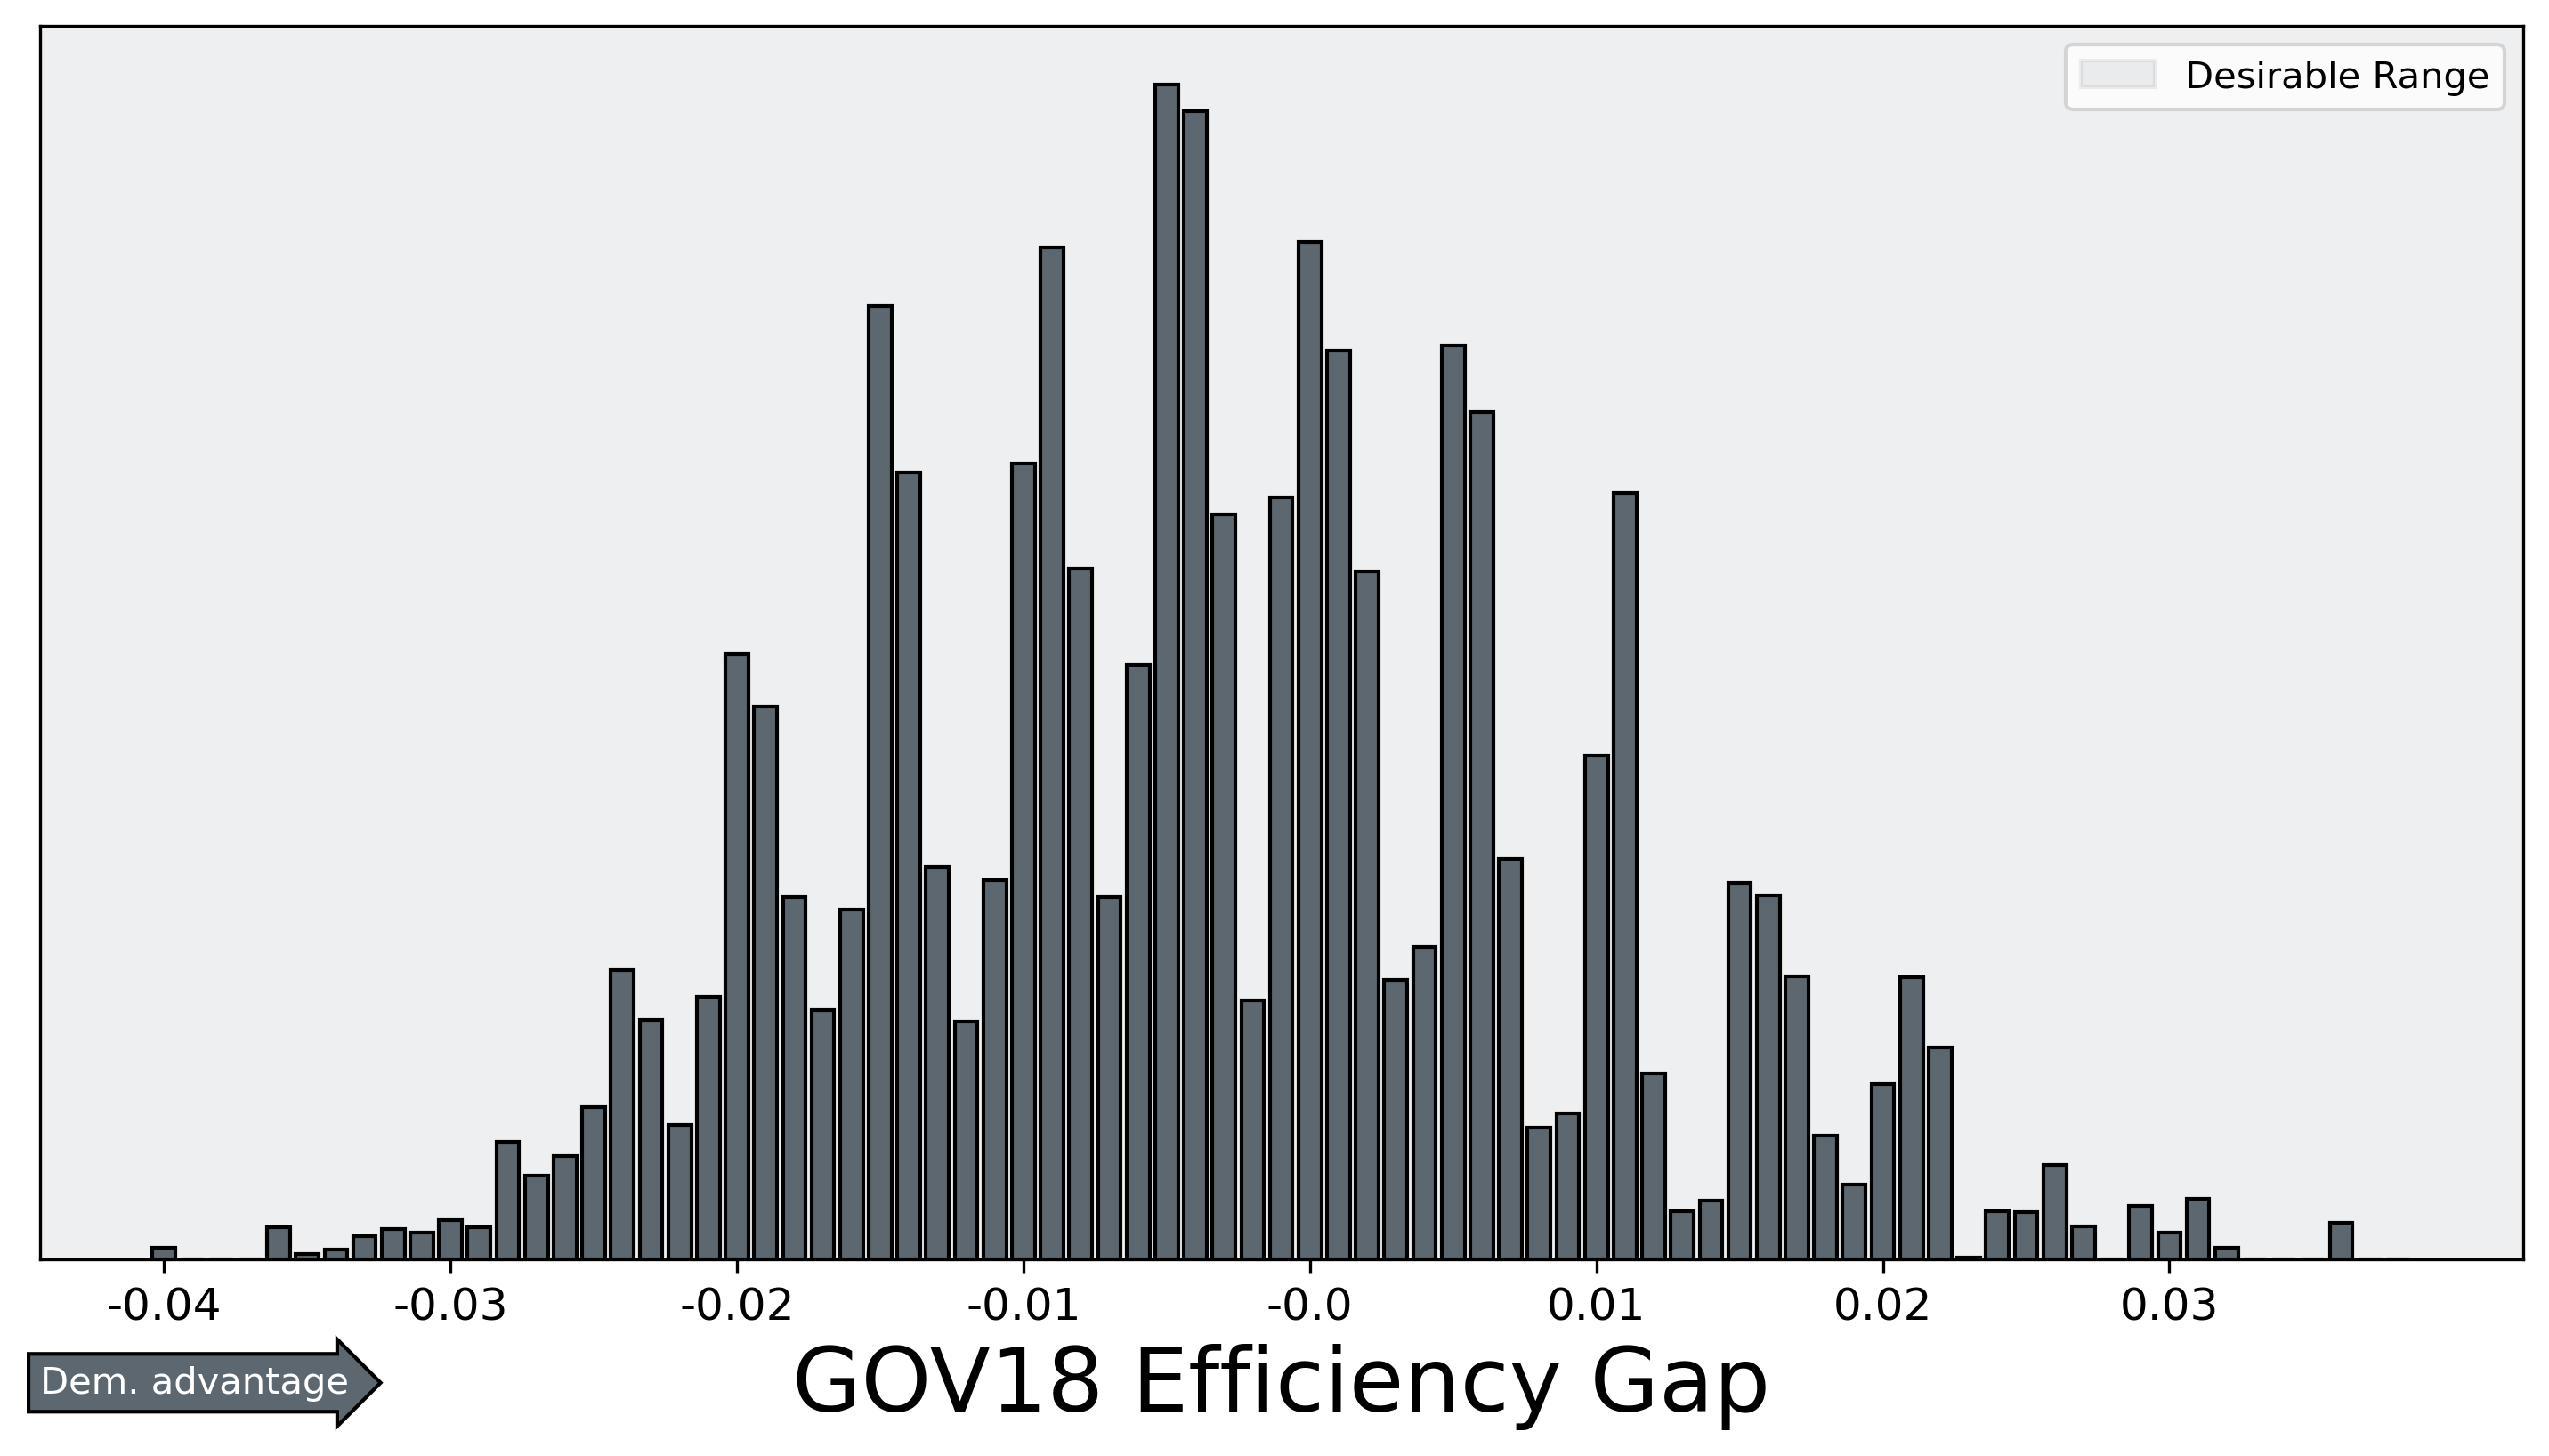 Desirable Range
-0.04 -0.03 -0.02 -0.01 -0.0 0.01 0.02 0.03
Dem. advantage
GOV18 Efficiency Gap